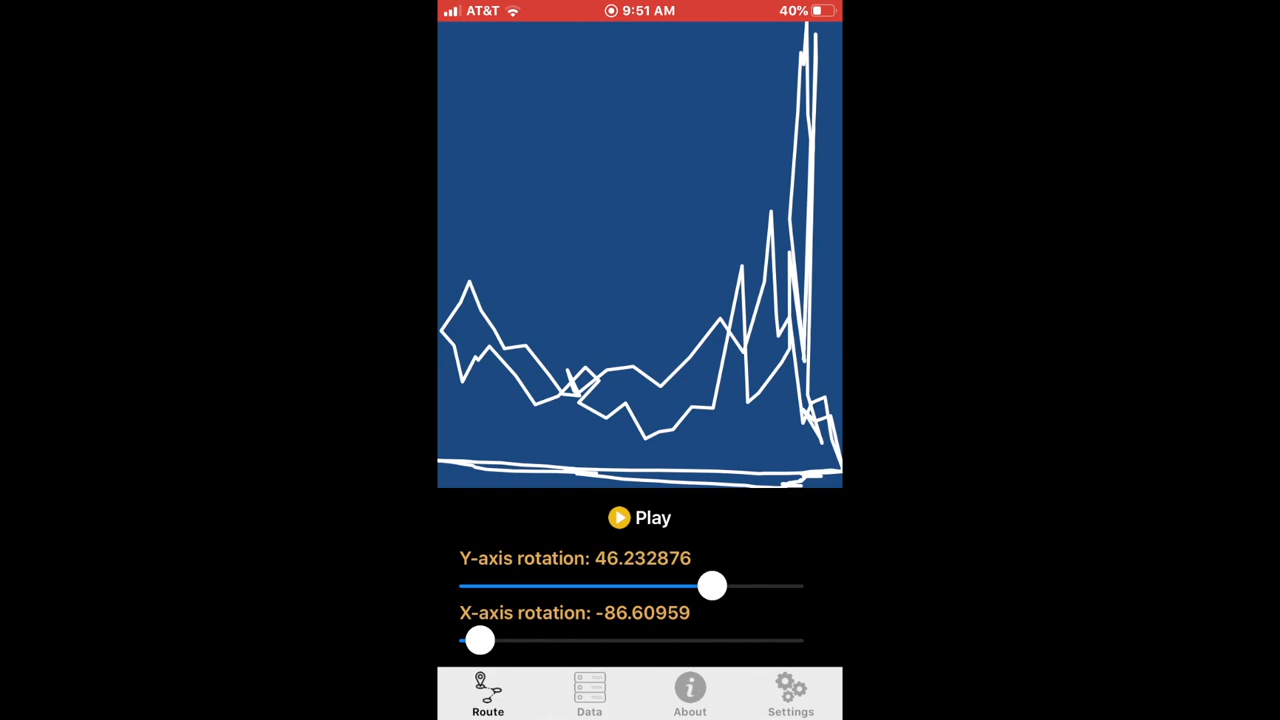 AT&T 9:51 AM 40%
Play
Y-axis rotation: 46.232876
X-axis rotation: -86.60959
Route Data About Settings